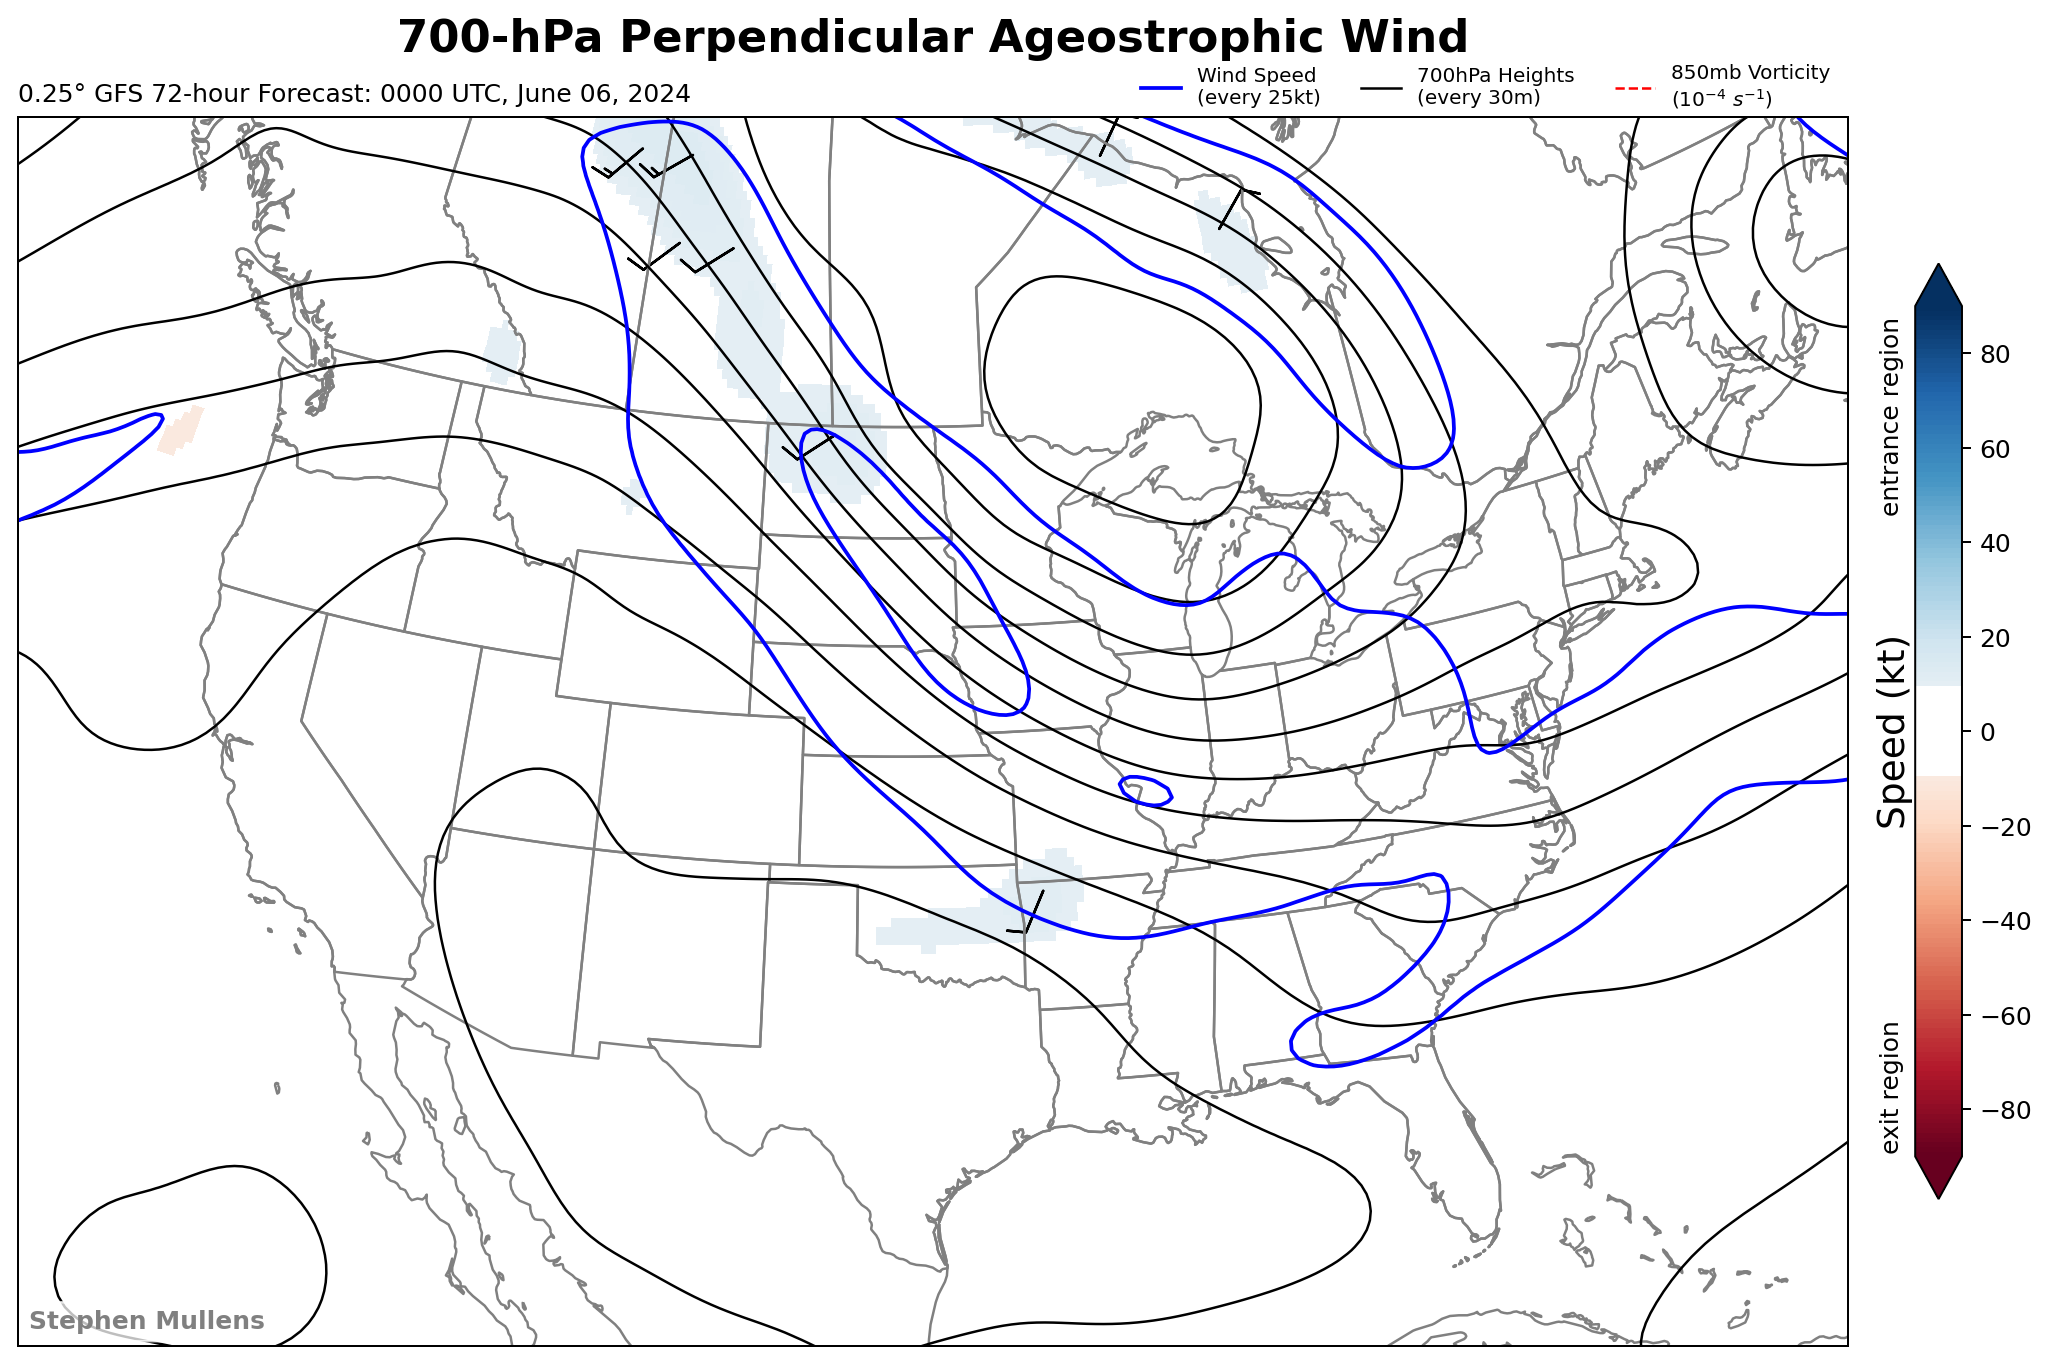 700-hPa Perpendicular Ageostrophic Wind
0.25° GFS 72-hour Forecast: 0000 UTC, June 06, 2024
Wind Speed
(every 25kt)
700hPa Heights
(every 30m)
850mb Vorticity
(10⁻⁴ s⁻¹)
entrance region
Speed (kt)
exit region
80
60
40
20
0
−20
−40
−60
−80
Stephen Mullens